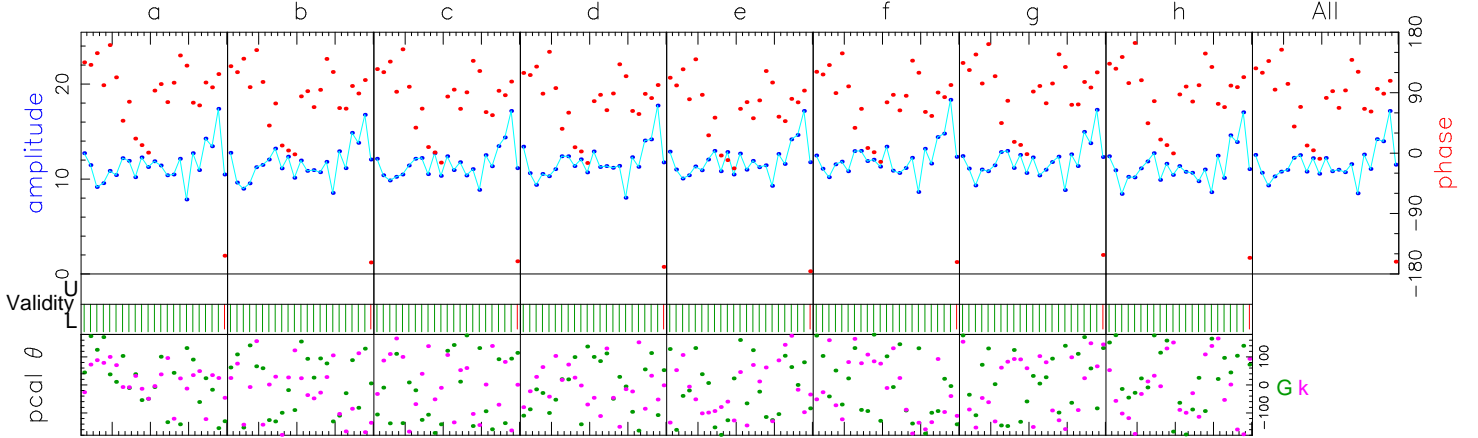 a b c d e f g h All
amplitude
20
10
0
180
90
0
-90
-180
phase
U
Validity
L
pcal θ
100
0
-100
G k